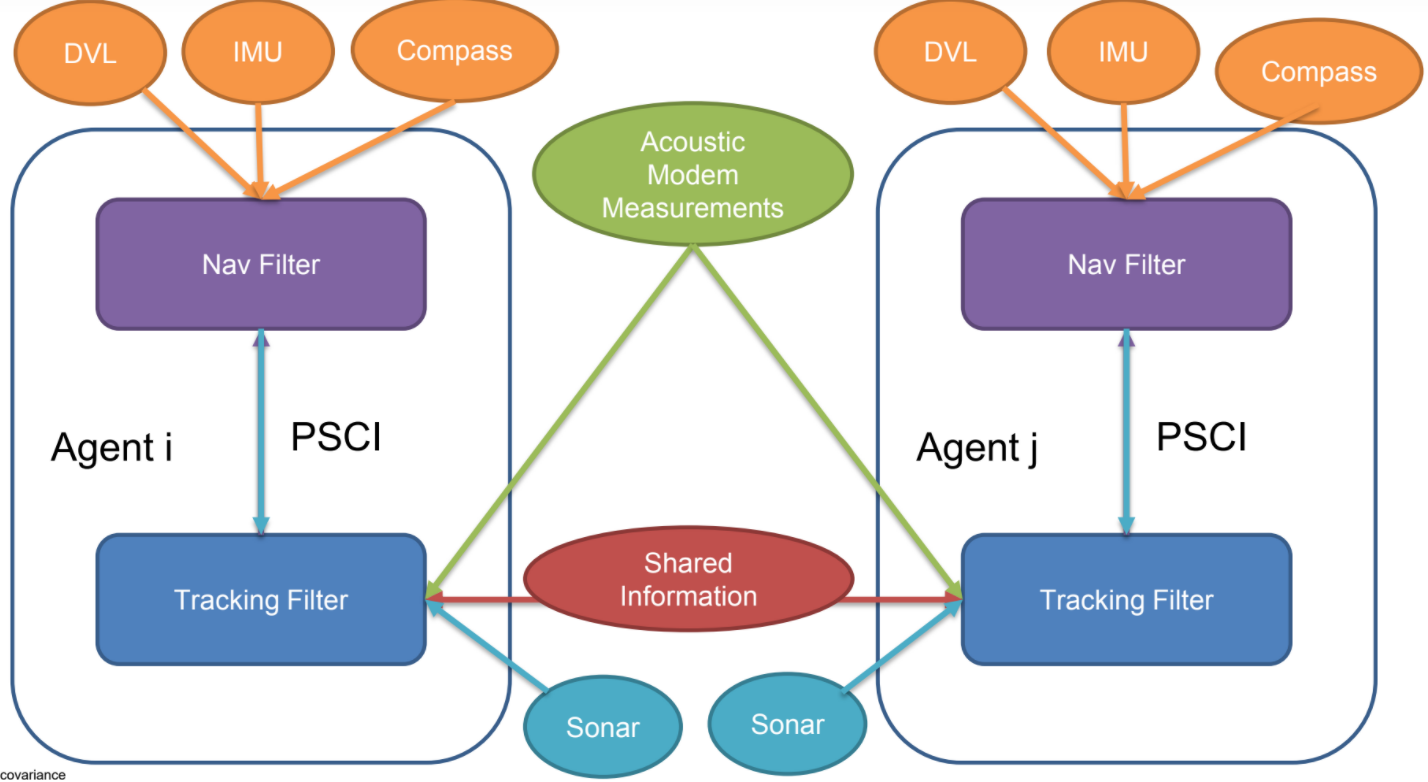 DVL
IMU
Compass
DVL
IMU
Compass
Acoustic
Modem
Measurements
Nav Filter
Nav Filter
Agent i
PSCI
Agent j
PSCI
Shared
Information
Tracking Filter
Tracking Filter
Sonar
Sonar
covariance